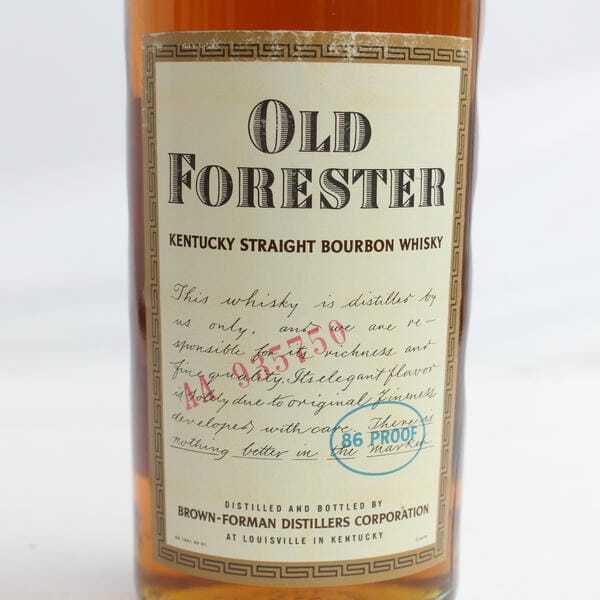 OLD
FORESTER
KENTUCKY STRAIGHT BOURBON WHISKY
This whisky is distilled by
us only, and we are re-
sponsible for its richness and
fine quality. Its elegant flavor
is solely due to original fineness
developed with care. There is
nothing better in the market.
AA 935750
86 PROOF
DISTILLED AND BOTTLED BY
BROWN-FORMAN DISTILLERS CORPORATION
AT LOUISVILLE IN KENTUCKY